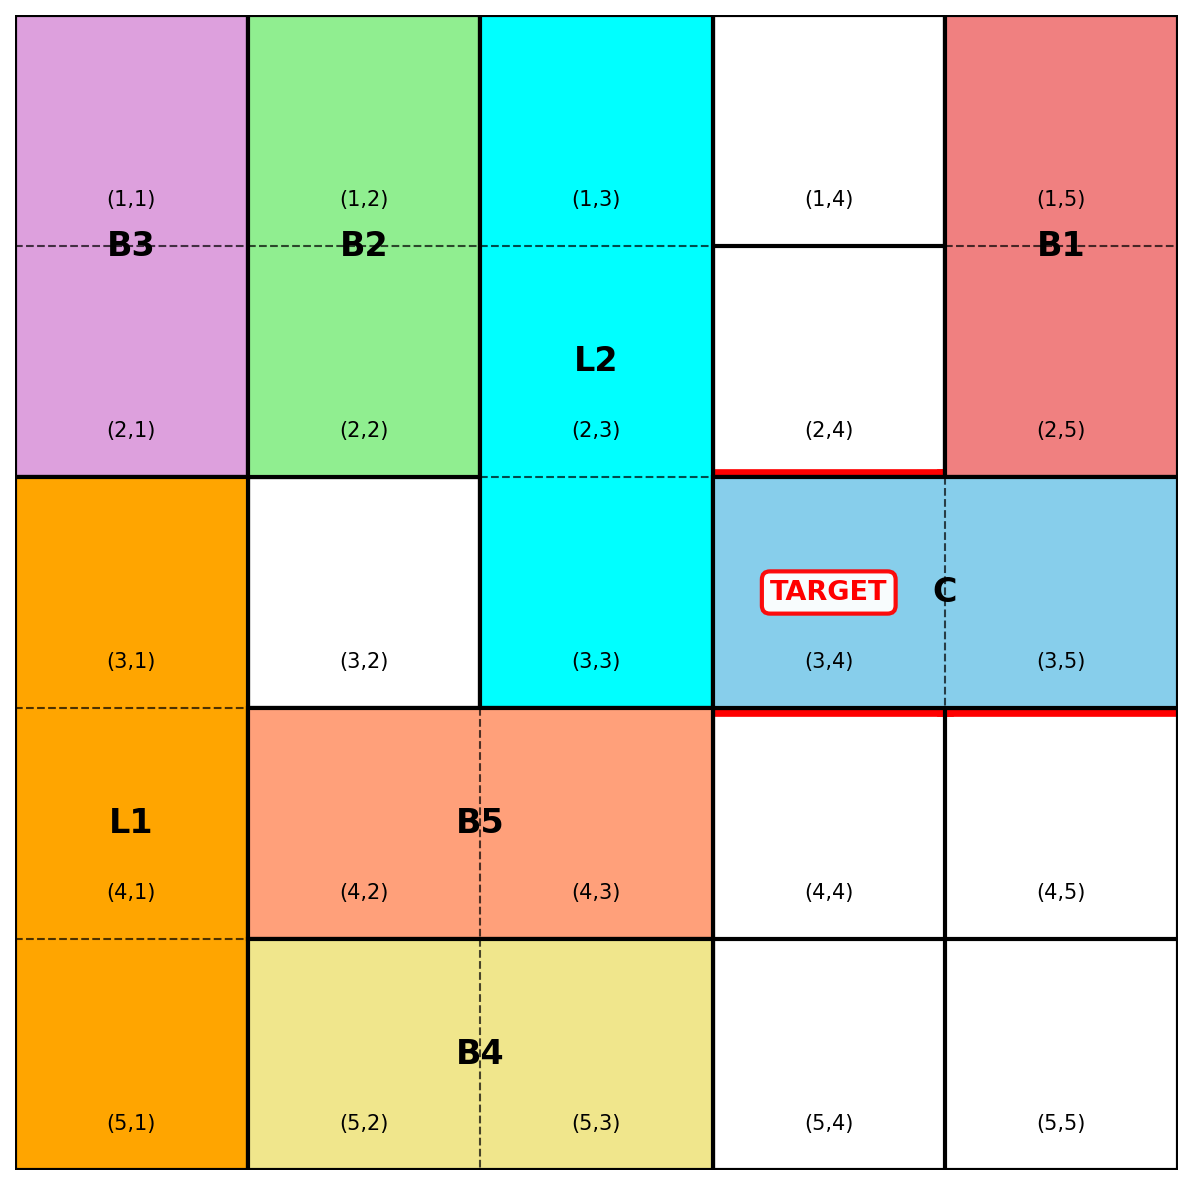 (1,1) (1,2) (1,3) (1,4) (1,5)
B3 B2 B1
L2
(2,1) (2,2) (2,3) (2,4) (2,5)
TARGET C
(3,1) (3,2) (3,3) (3,4) (3,5)
L1 B5
(4,1) (4,2) (4,3) (4,4) (4,5)
B4
(5,1) (5,2) (5,3) (5,4) (5,5)